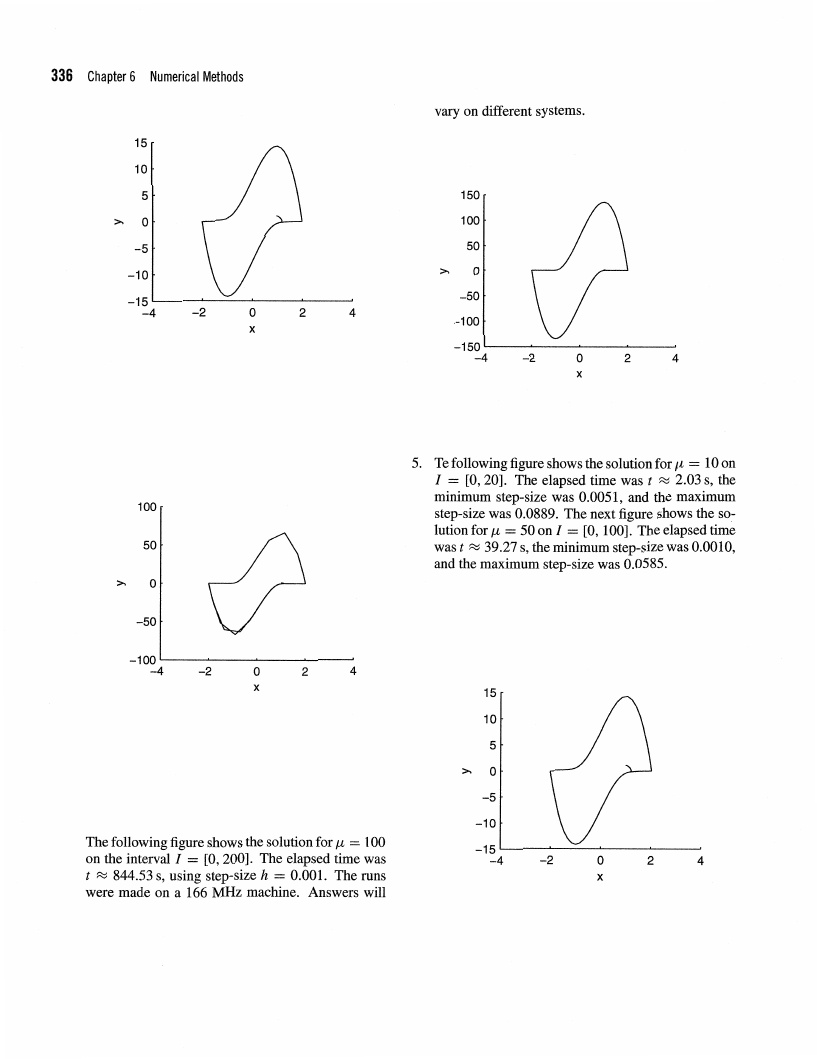 336 Chapter 6 Numerical Methods
15
10
5
0
−5
−10
−15
y
−4 −2 0 2 4
x
100
50
0
−50
−100
y
−4 −2 0 2 4
x
The following figure shows the solution for μ = 100
on the interval I = [0, 200]. The elapsed time was
t ≈ 844.53 s, using step-size h = 0.001. The runs
were made on a 166 MHz machine. Answers will
vary on different systems.
150
100
50
0
−50
-100
−150
y
−4 −2 0 2 4
x
5. Te following figure shows the solution for μ = 10 on
I = [0, 20]. The elapsed time was t ≈ 2.03 s, the
minimum step-size was 0.0051, and the maximum
step-size was 0.0889. The next figure shows the so-
lution for μ = 50 on I = [0, 100]. The elapsed time
was t ≈ 39.27 s, the minimum step-size was 0.0010,
and the maximum step-size was 0.0585.
15
10
5
0
−5
−10
−15
y
−4 −2 0 2 4
x